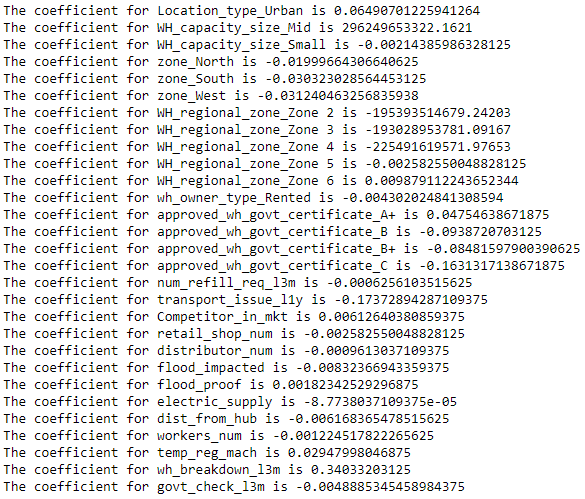 The coefficient for Location_type_Urban is 0.06490701225941264
The coefficient for WH_capacity_size_Mid is 296249653322.1621
The coefficient for WH_capacity_size_Small is -0.00214385986328125
The coefficient for zone_North is -0.01999664306640625
The coefficient for zone_South is -0.030323028564453125
The coefficient for zone_West is -0.031240463256835938
The coefficient for WH_regional_zone_Zone 2 is -195393514679.24203
The coefficient for WH_regional_zone_Zone 3 is -193028953781.09167
The coefficient for WH_regional_zone_Zone 4 is -225491619571.97653
The coefficient for WH_regional_zone_Zone 5 is -0.002582550048828125
The coefficient for WH_regional_zone_Zone 6 is 0.009879112243652344
The coefficient for wh_owner_type_Rented is -0.004302024841308594
The coefficient for approved_wh_govt_certificate_A+ is 0.04754638671875
The coefficient for approved_wh_govt_certificate_B is -0.0938720703125
The coefficient for approved_wh_govt_certificate_B+ is -0.08481597900390625
The coefficient for approved_wh_govt_certificate_C is -0.1631317138671875
The coefficient for num_refill_req_l3m is -0.0006256103515625
The coefficient for transport_issue_l1y is -0.17372894287109375
The coefficient for Competitor_in_mkt is 0.00612640380859375
The coefficient for retail_shop_num is -0.002582550048828125
The coefficient for distributor_num is -0.0009613037109375
The coefficient for flood_impacted is -0.00832366943359375
The coefficient for flood_proof is 0.00182342529296875
The coefficient for electric_supply is -8.7738037109375e-05
The coefficient for dist_from_hub is -0.006168365478515625
The coefficient for workers_num is -0.001224517822265625
The coefficient for temp_reg_mach is 0.02947998046875
The coefficient for wh_breakdown_l3m is 0.34033203125
The coefficient for govt_check_l3m is -0.0048885345458984375